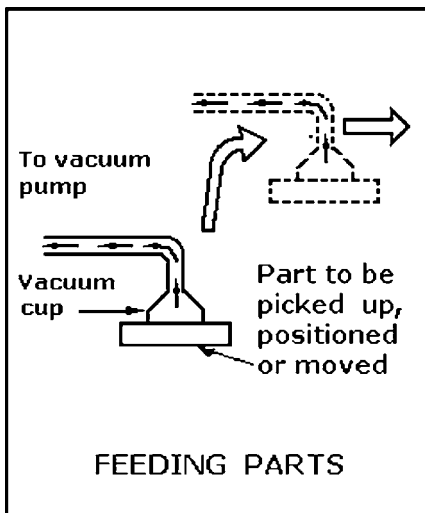 To vacuum
pump
Vacuum
cup
Part to be
picked up,
positioned
or moved
FEEDING PARTS